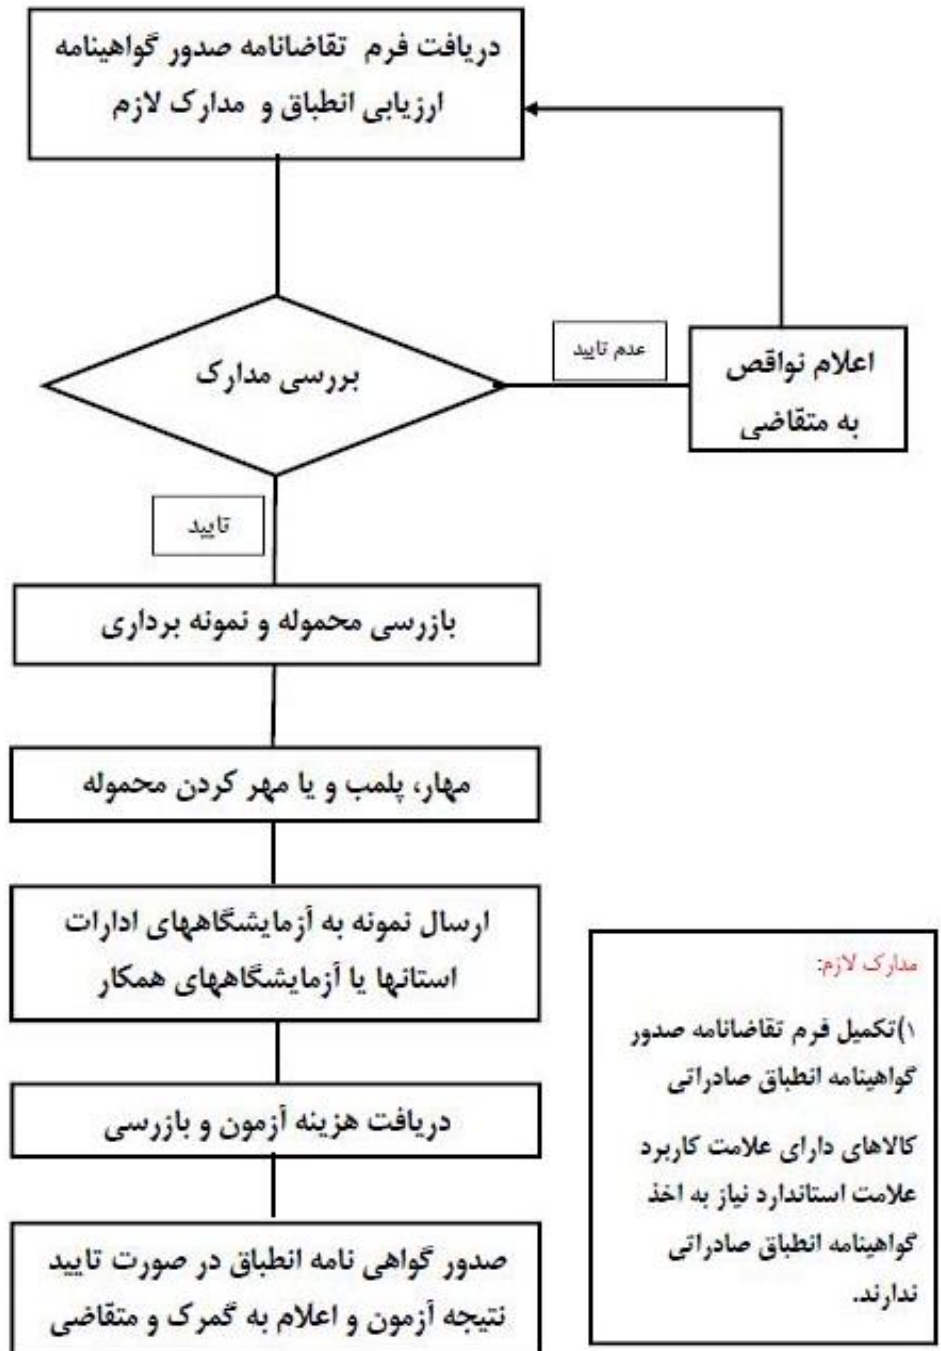 دریافت فرم تقاضانامه صدور گواهینامه
ارزیابی انطباق و مدارک لازم
بررسی مدارک
عدم تایید
اعلام نواقص
به متقاضی
تایید
بازرسی محموله و نمونه برداری
مهار، پلمب و یا مهر کردن محموله
ارسال نمونه به آزمایشگاههای ادارات
استانها یا آزمایشگاههای همکار
دریافت هزینه آزمون و بازرسی
صدور گواهی نامه انطباق در صورت تایید
نتیجه آزمون و اعلام به گمرک و متقاضی
مدارک لازم:
۱)تکمیل فرم تقاضانامه صدور
گواهینامه انطباق صادراتی
کالاهای دارای علامت کاربرد
علامت استاندارد نیاز به اخذ
گواهینامه انطباق صادراتی
ندارند.